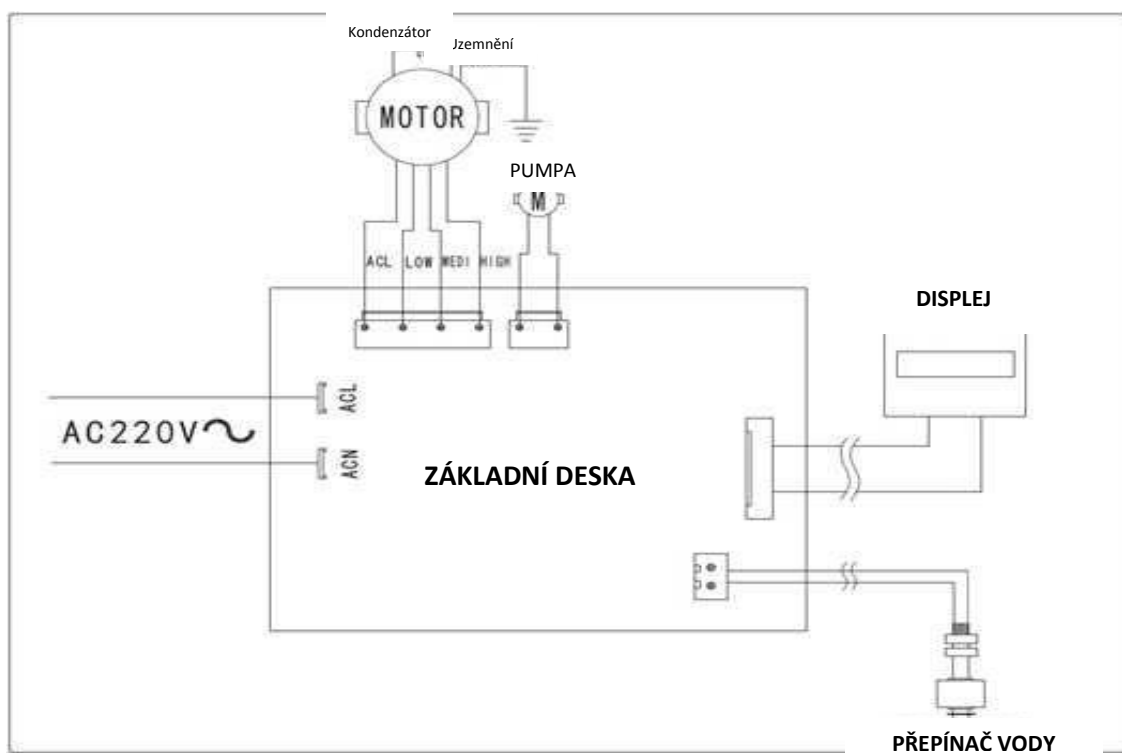 Kondenzátor
Uzemnění
MOTOR
PUMPA
M
ACL LOW MEDI HIGH
DISPLEJ
ACL
AC220V
ACN
ZÁKLADNÍ DESKA
PŘEPÍNAČ VODY